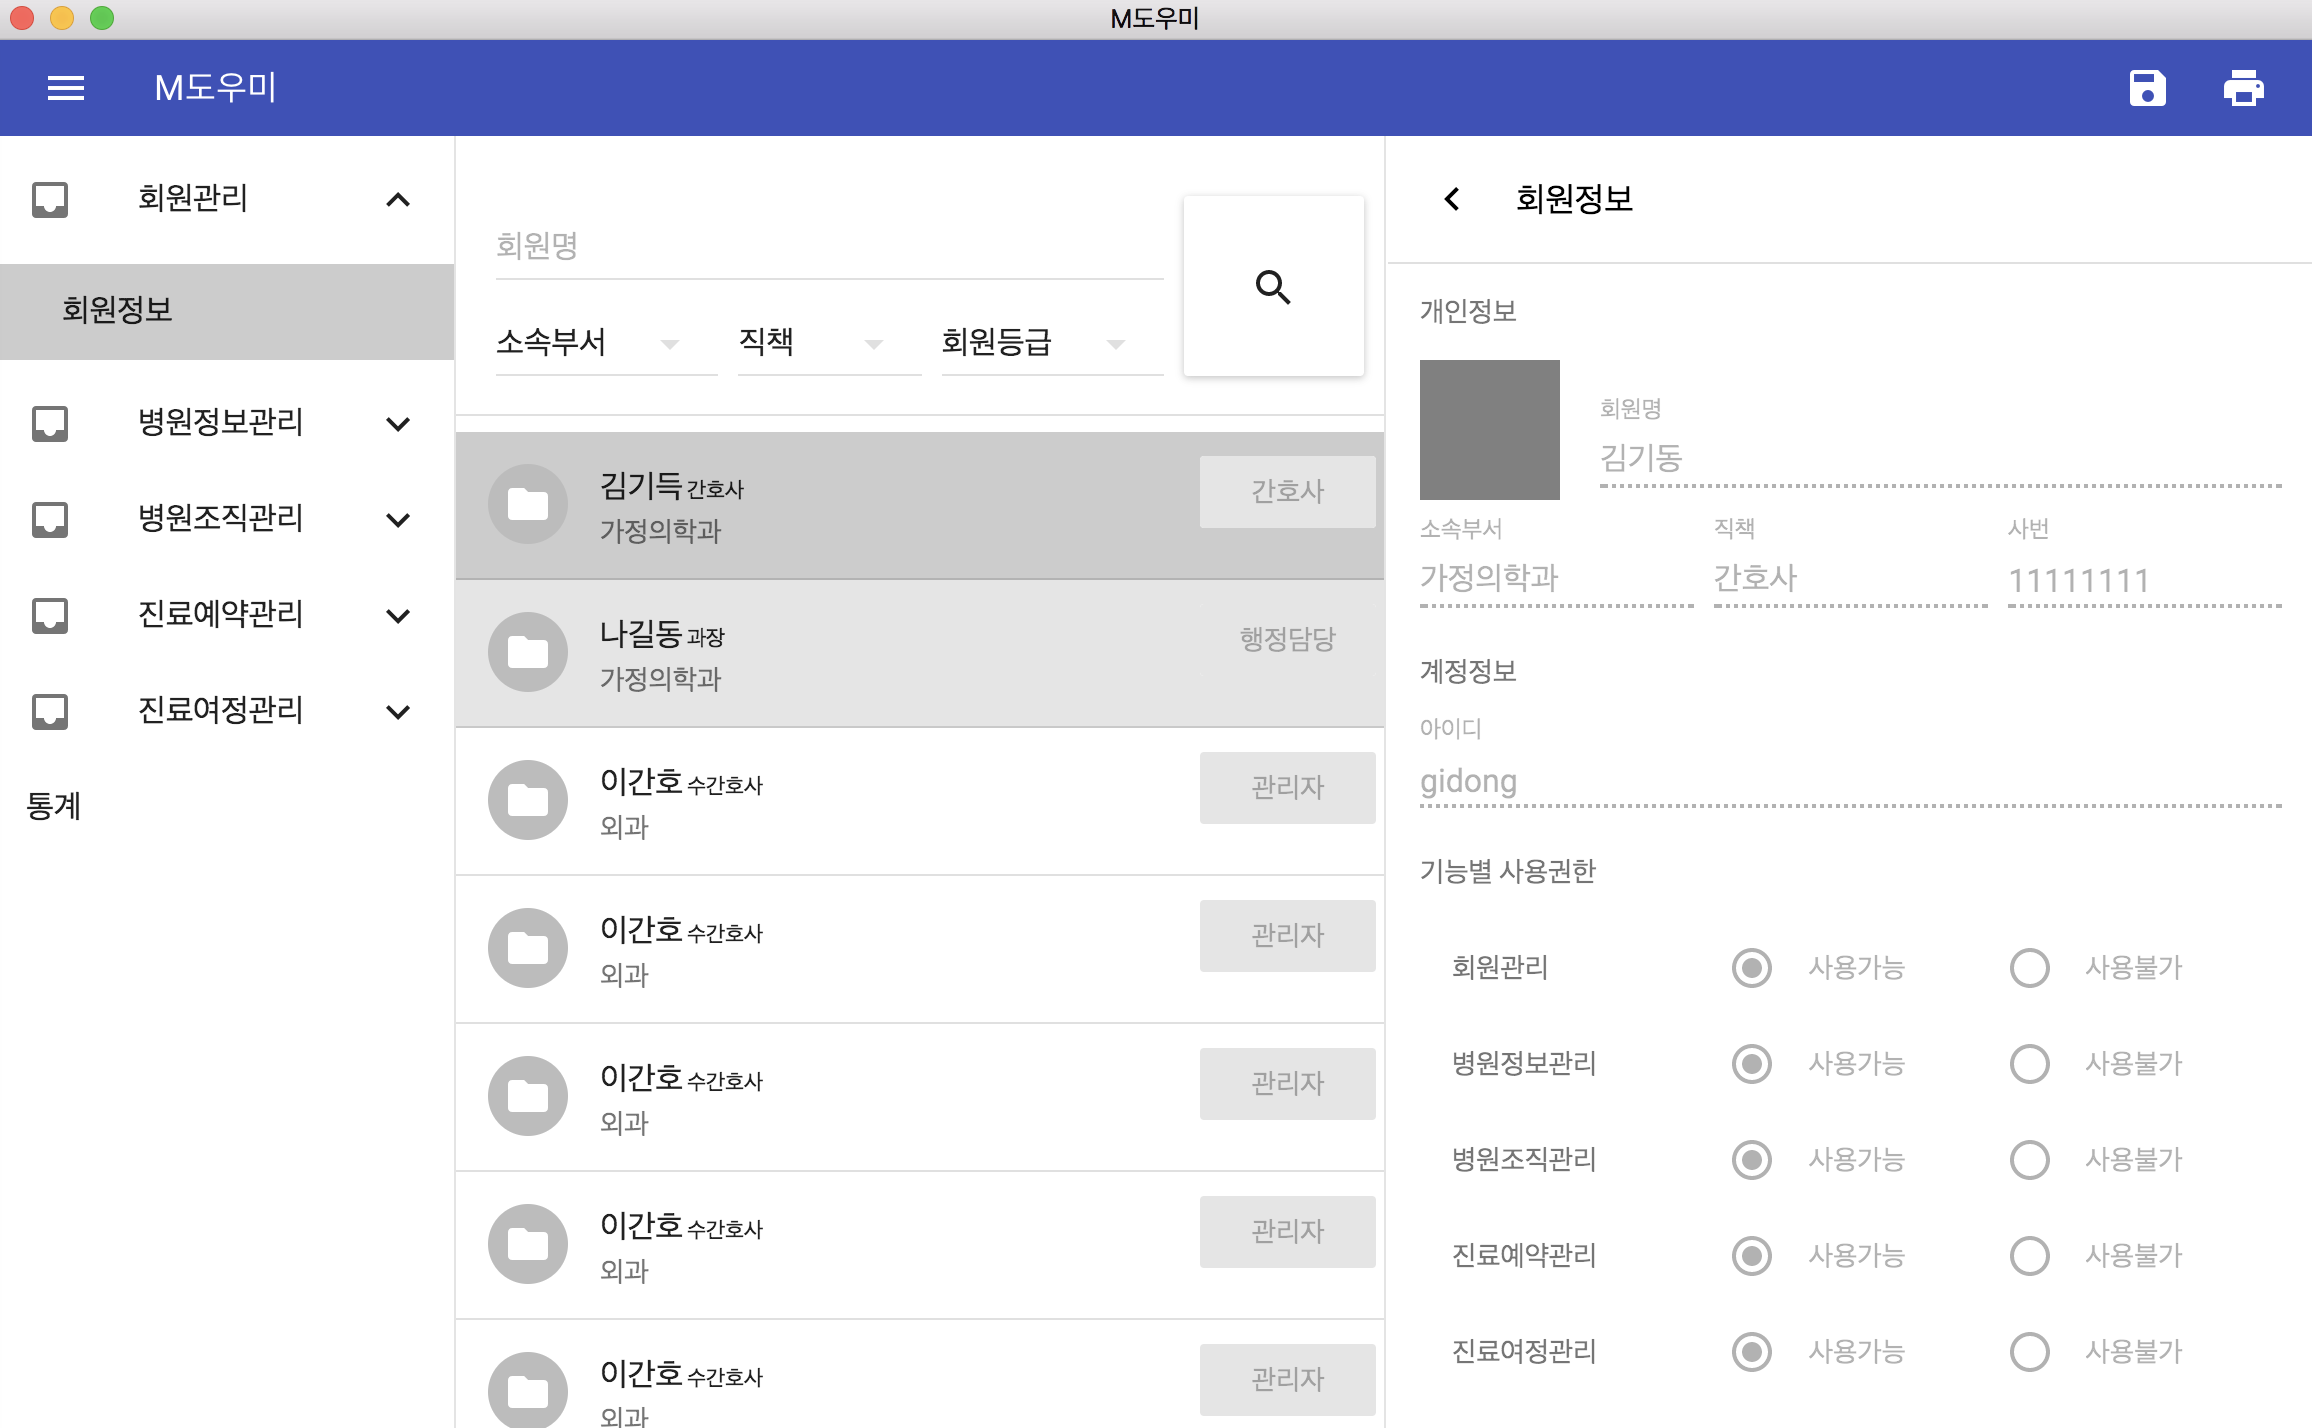 M도우미
M도우미
회원관리
회원정보
병원정보관리
병원조직관리
진료예약관리
진료여정관리
통계
회원명
소속부서 직책 회원등급
김기득 간호사
가정의학과
간호사
나길동 과장
가정의학과
행정담당
이간호 수간호사
외과
관리자
이간호 수간호사
외과
관리자
이간호 수간호사
외과
관리자
이간호 수간호사
외과
관리자
이간호 수간호사
외과
관리자
회원정보
개인정보
회원명
김기동
소속부서 직책 사번
가정의학과 간호사 11111111
계정정보
아이디
gidong
기능별 사용권한
회원관리 사용가능 사용불가
병원정보관리 사용가능 사용불가
병원조직관리 사용가능 사용불가
진료예약관리 사용가능 사용불가
진료여정관리 사용가능 사용불가